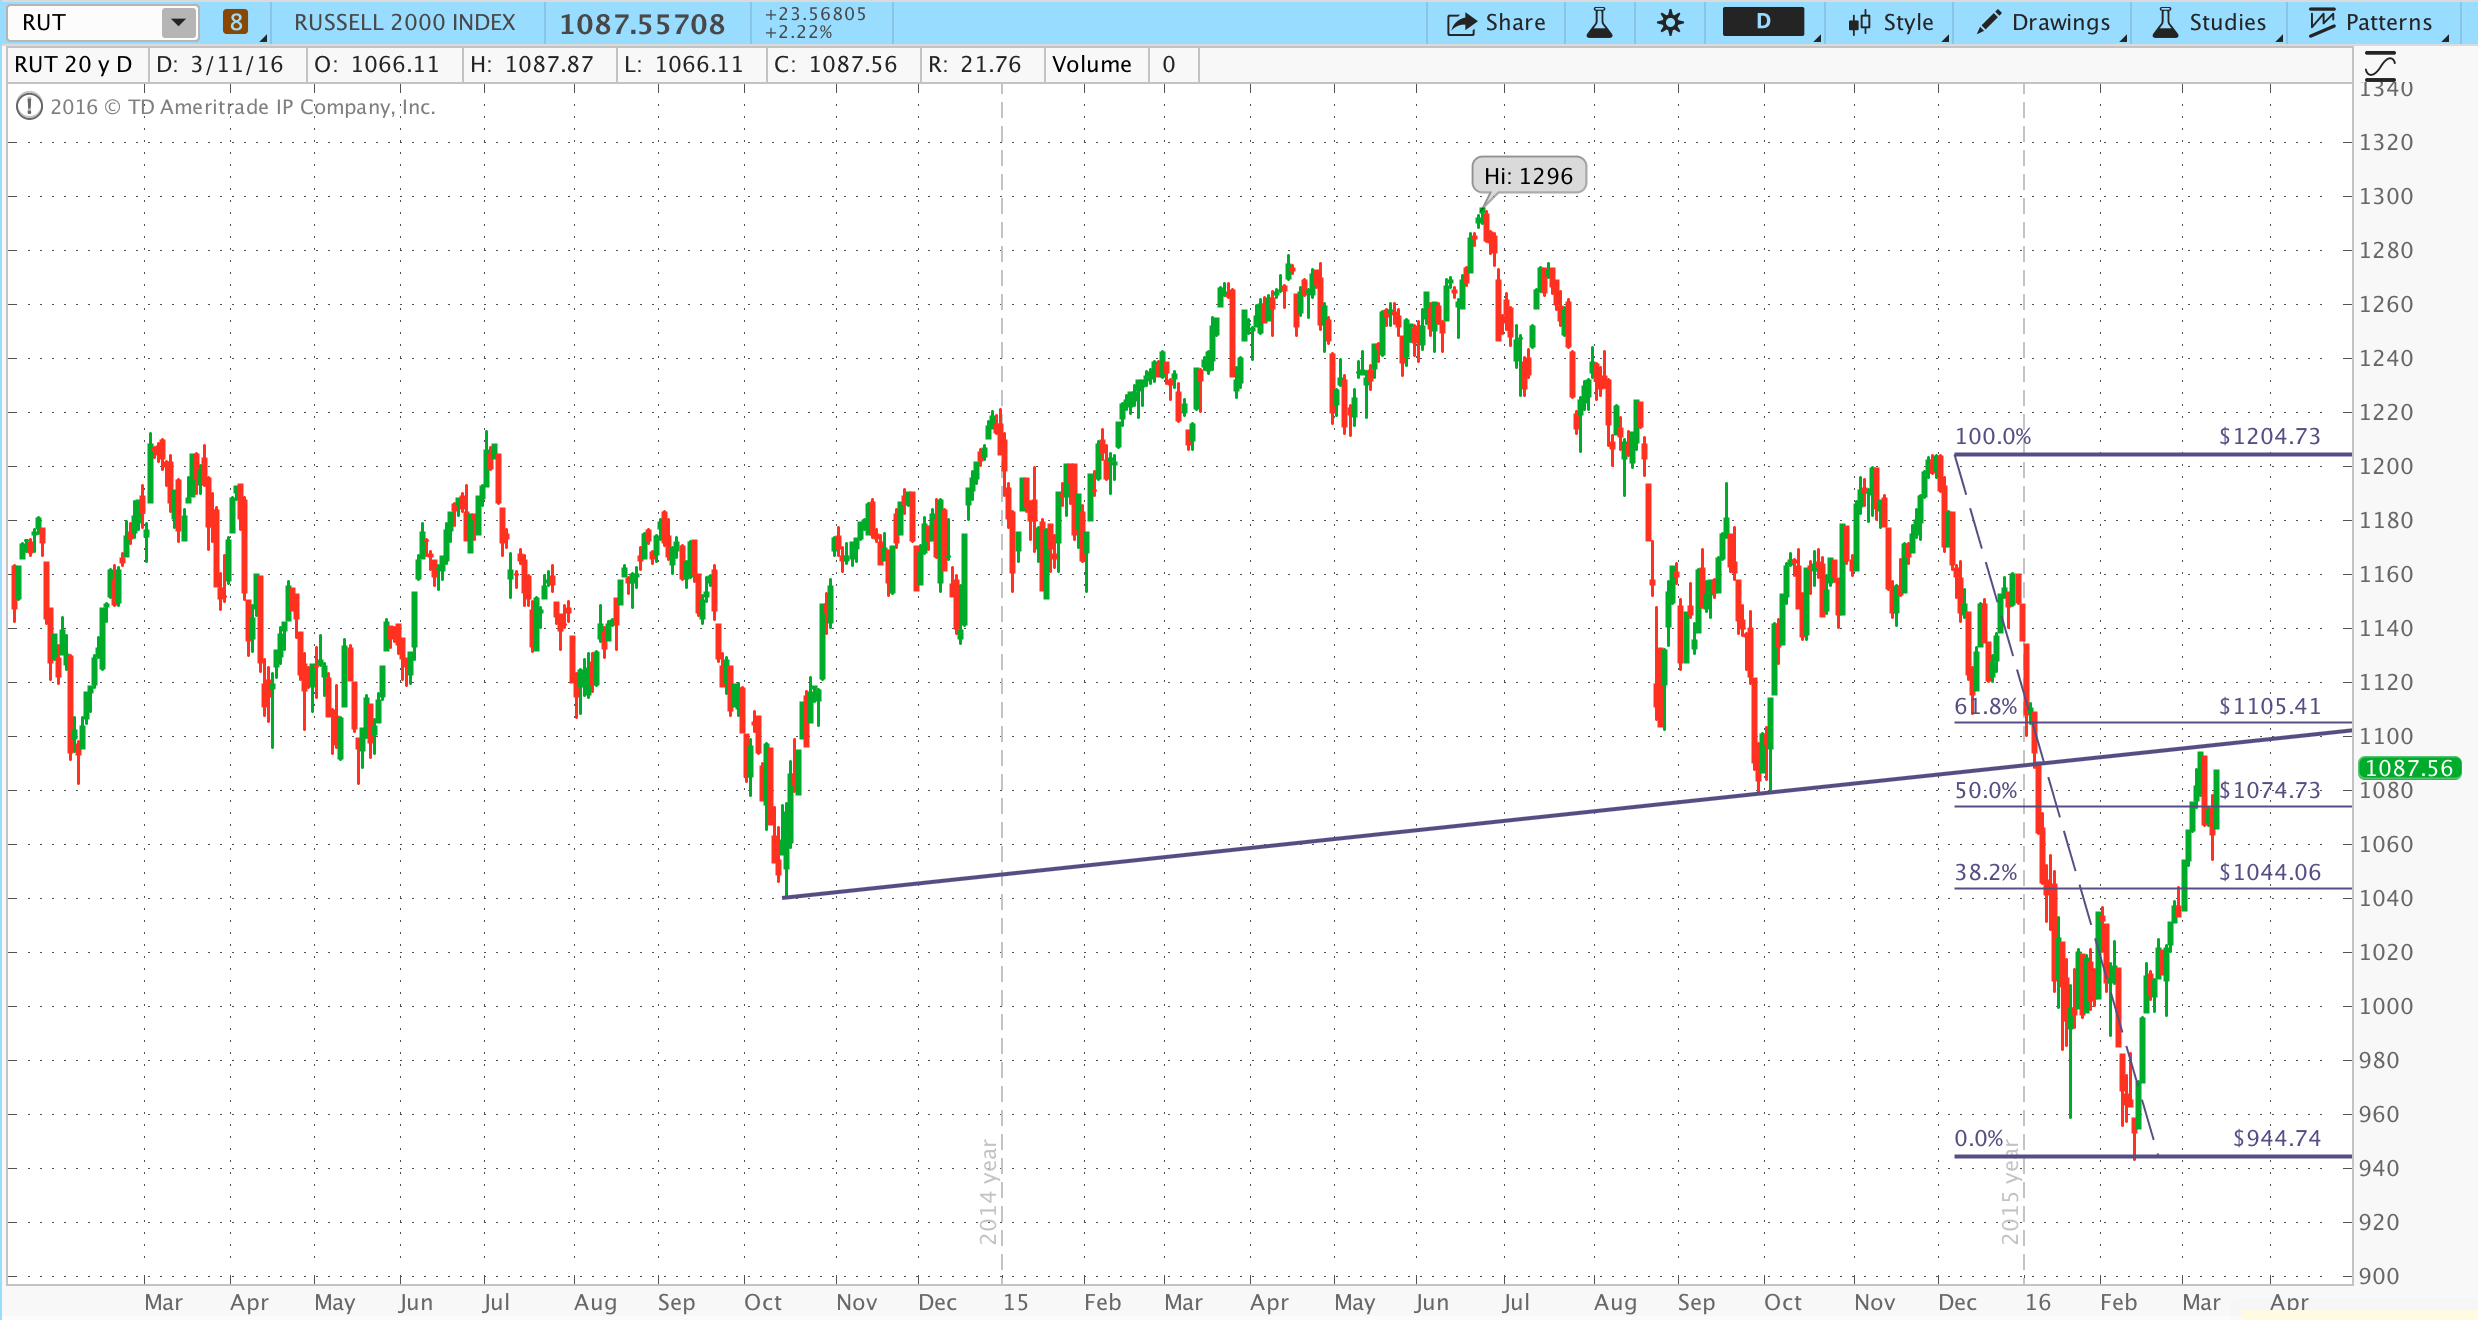 RUT
8
RUSSELL 2000 INDEX
1087.55708
+23.56805
+2.22%
Share
D
Style
Drawings
Studies
Patterns
RUT 20 y D D: 3/11/16 O: 1066.11 H: 1087.87 L: 1066.11 C: 1087.56 R: 21.76 Volume 0
2016 © TD Ameritrade IP Company, Inc.
1340
1320
Hi: 1296
1300
1280
1260
1240
1220
100.0% $1204.73
1200
1180
1160
1140
1120
61.8% $1105.41
1100
1087.56
50.0% $1074.73
1080
1060
38.2% $1044.06
1040
1020
1000
980
960
0.0% $944.74
940
920
900
2014 year
2015 year
Mar Apr May Jun Jul Aug Sep Oct Nov Dec 15 Feb Mar Apr May Jun Jul Aug Sep Oct Nov Dec 16 Feb Mar Apr